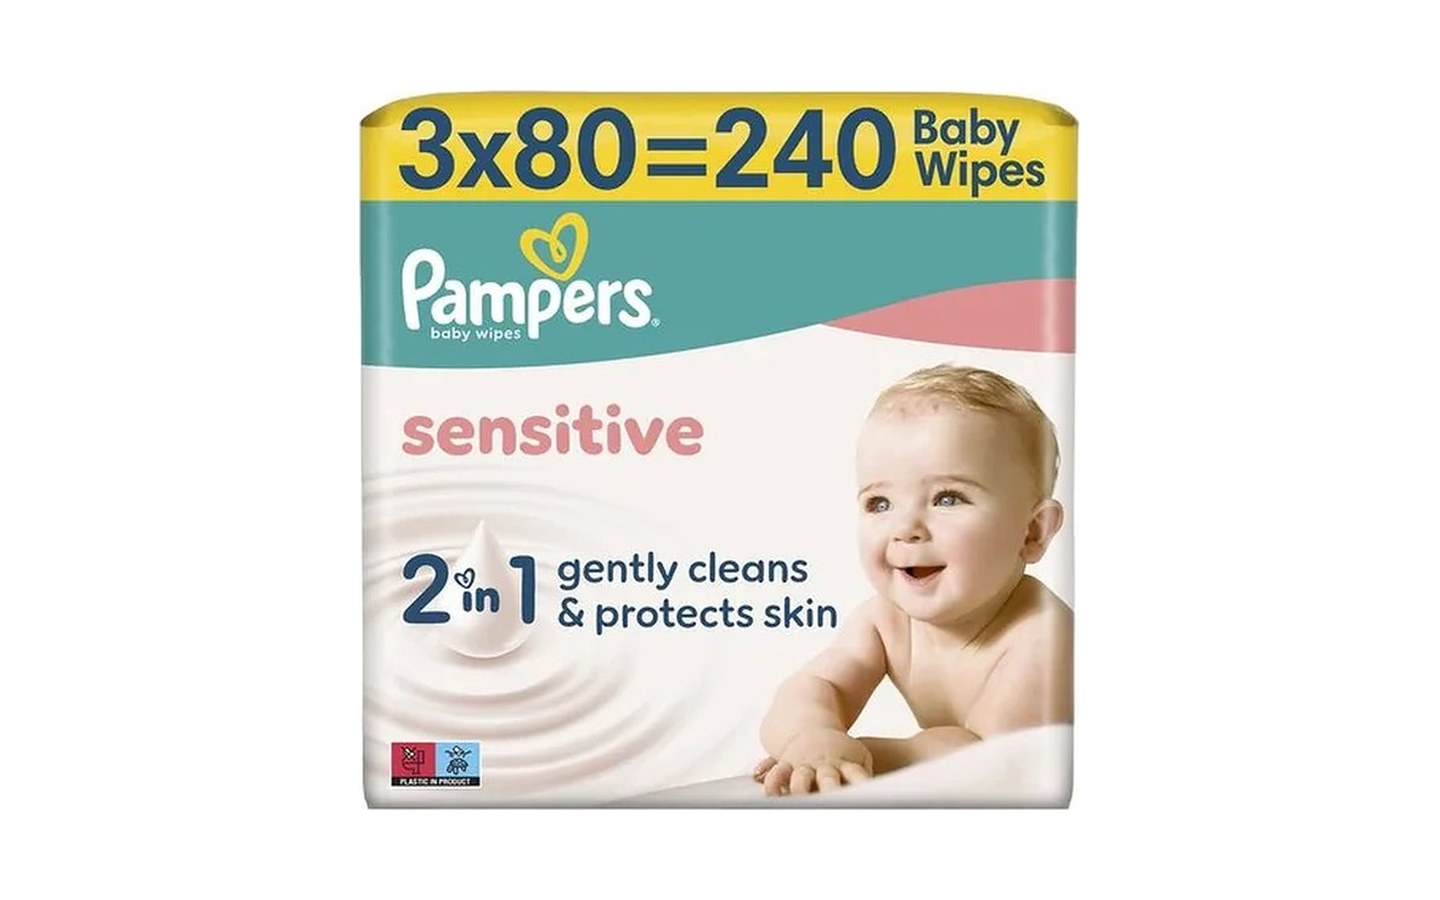 3x80=240 Baby Wipes
Pampers®
baby wipes
sensitive
2 in 1 gently cleans
& protects skin
PLASTIC IN PRODUCT